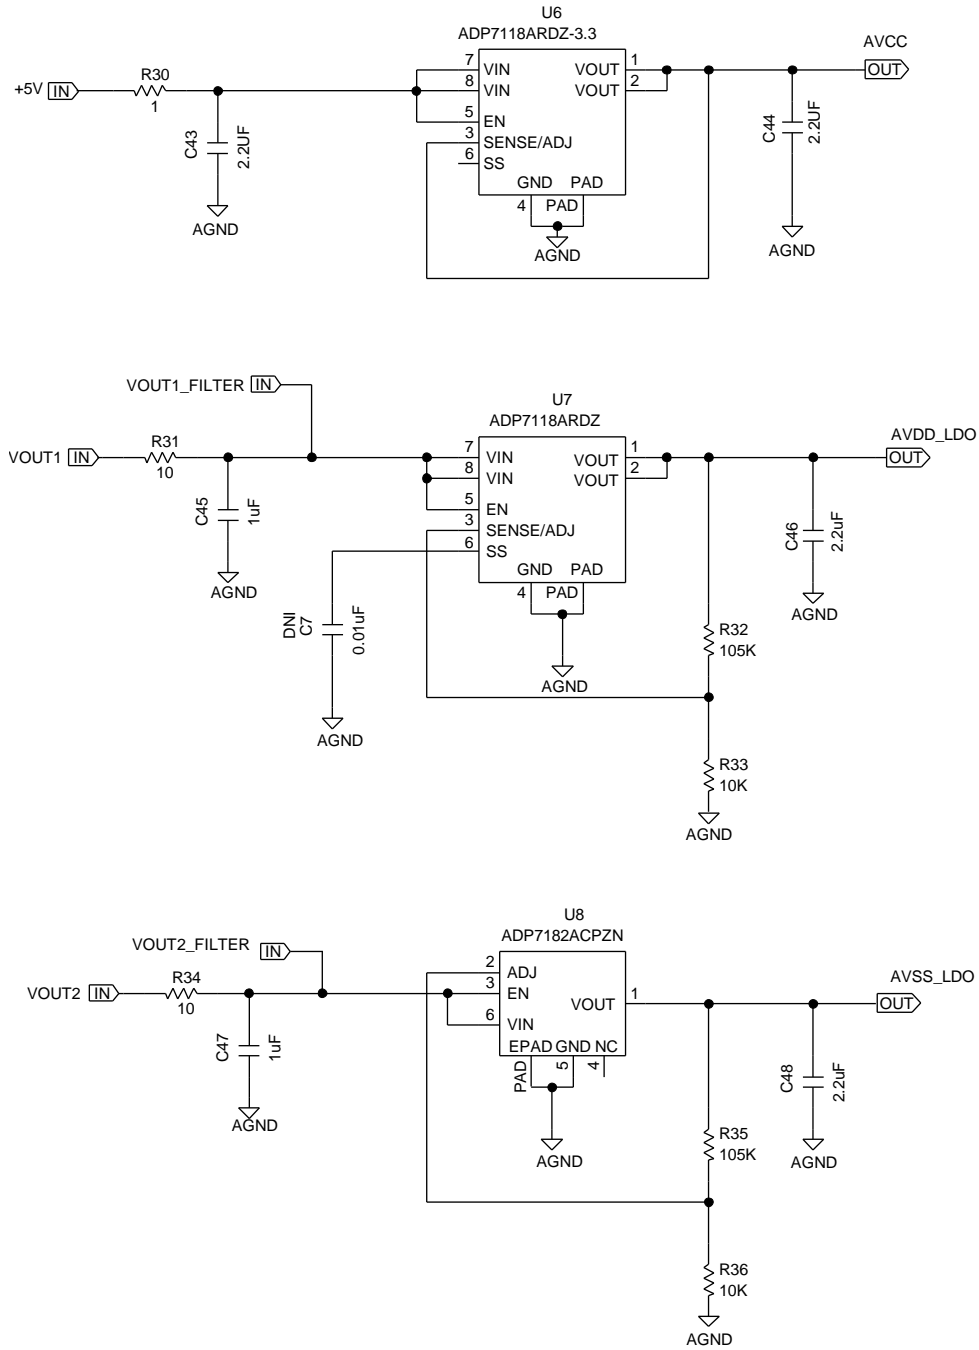 U6
ADP7118ARDZ-3.3
AVCC
+5V IN
R30
1
C43
2.2UF
AGND
7 VIN
8 VIN
5 EN
3 SENSE/ADJ
6 SS
VOUT 1
VOUT 2
GND PAD
4 PAD
AGND
C44
2.2UF
AGND
OUT
VOUT1_FILTER IN
U7
ADP7118ARDZ
AVDD_LDO
VOUT1 IN
R31
10
C45
1uF
AGND
7 VIN
8 VIN
5 EN
3 SENSE/ADJ
6 SS
VOUT 1
VOUT 2
GND PAD
4 PAD
AGND
DNI
C7
0.01uF
AGND
C46
2.2uF
AGND
OUT
R32
105K
R33
10K
AGND
U8
ADP7182ACPZN
VOUT2_FILTER IN
AVSS_LDO
VOUT2 IN
R34
10
C47
1uF
AGND
2 ADJ
3 EN
6 VIN
VOUT 1
EPAD GND NC
PAD 5 4
AGND
C48
2.2uF
AGND
OUT
R35
105K
R36
10K
AGND